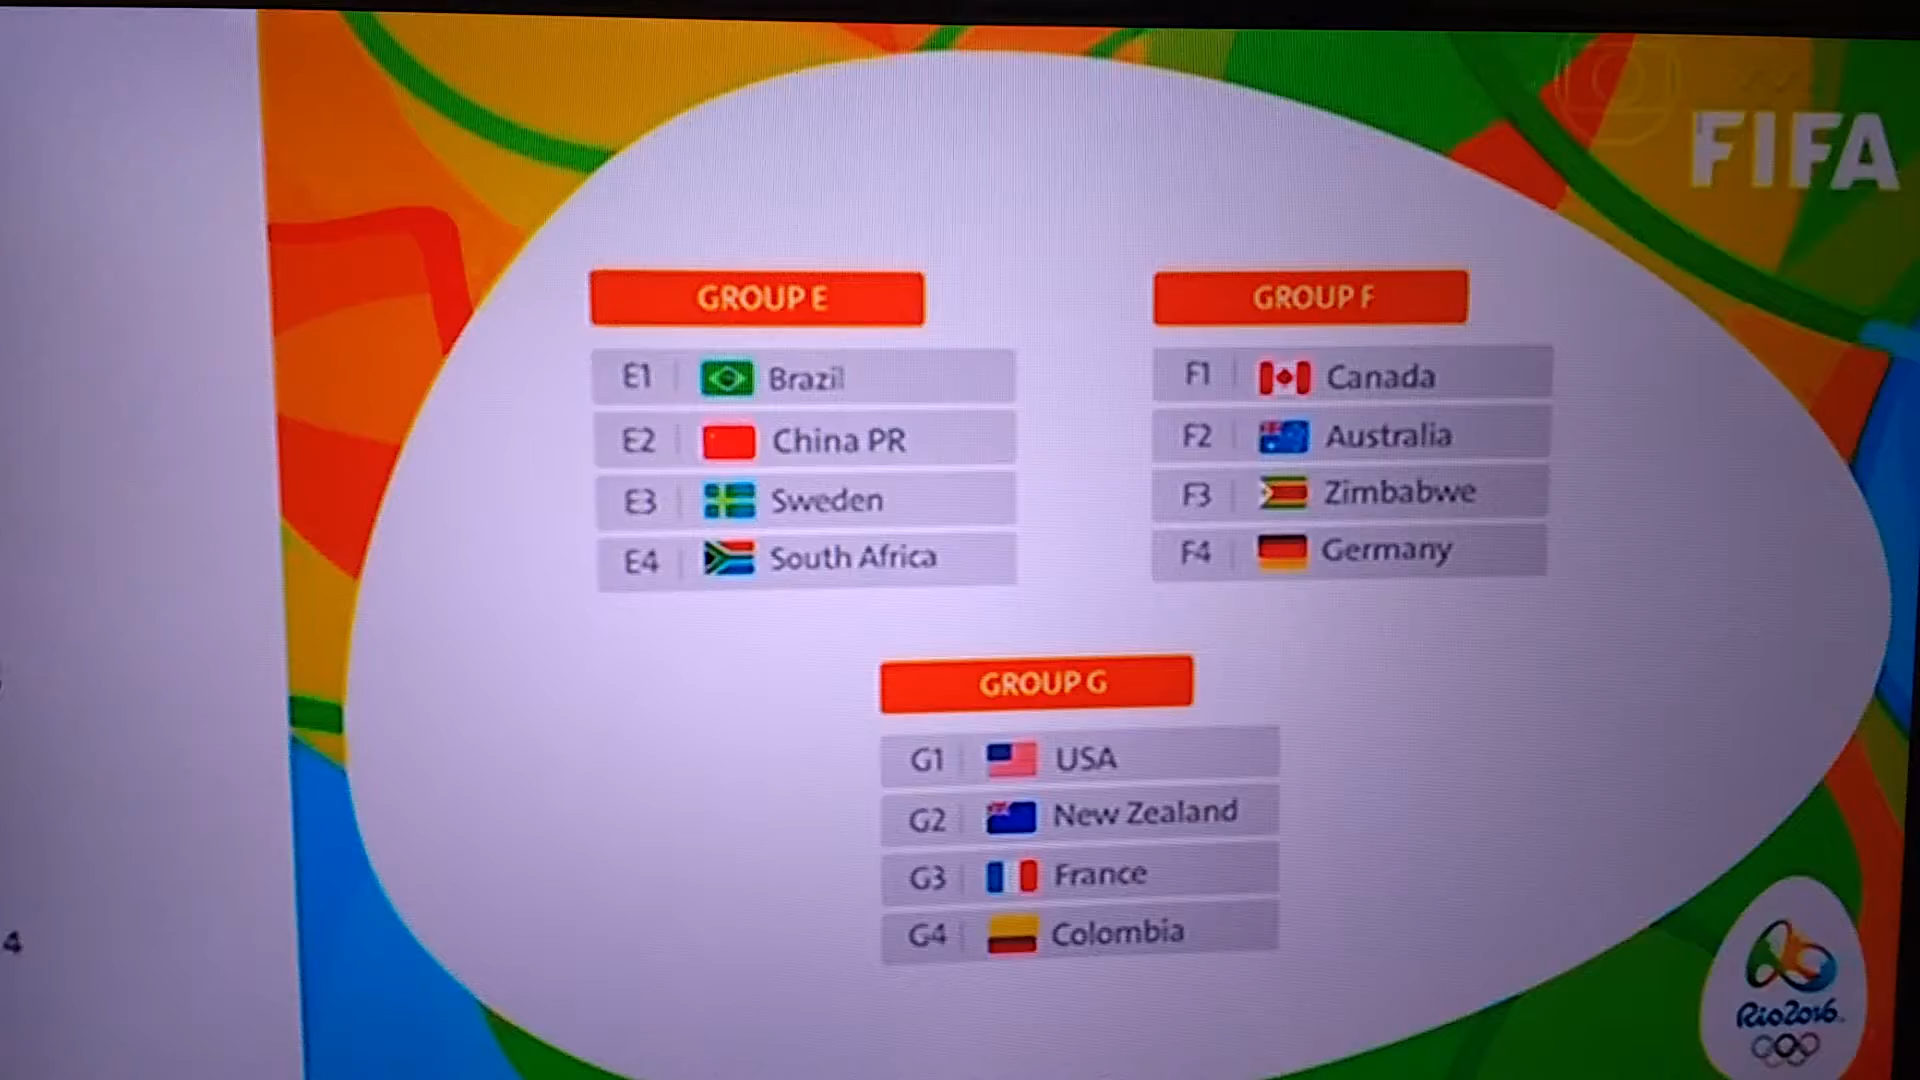 FIFA
GROUP E
E1 Brazil
E2 China PR
E3 Sweden
E4 South Africa
GROUP F
F1 Canada
F2 Australia
F3 Zimbabwe
F4 Germany
GROUP G
G1 USA
G2 New Zealand
G3 France
G4 Colombia
4
Rio2016